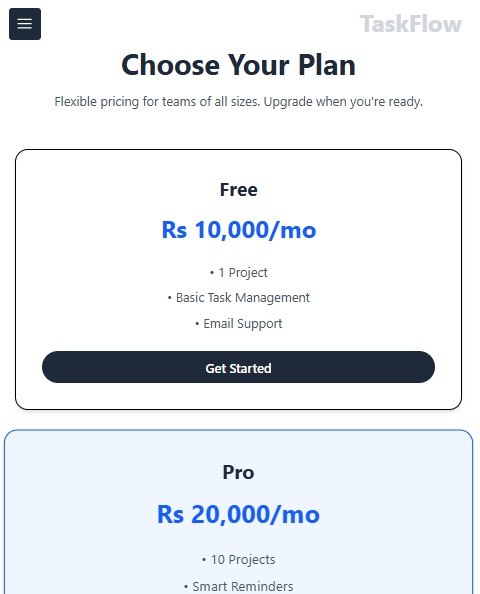 TaskFlow
Choose Your Plan
Flexible pricing for teams of all sizes. Upgrade when you're ready.
Free
Rs 10,000/mo
• 1 Project
• Basic Task Management
• Email Support
Get Started
Pro
Rs 20,000/mo
• 10 Projects
• Smart Reminders